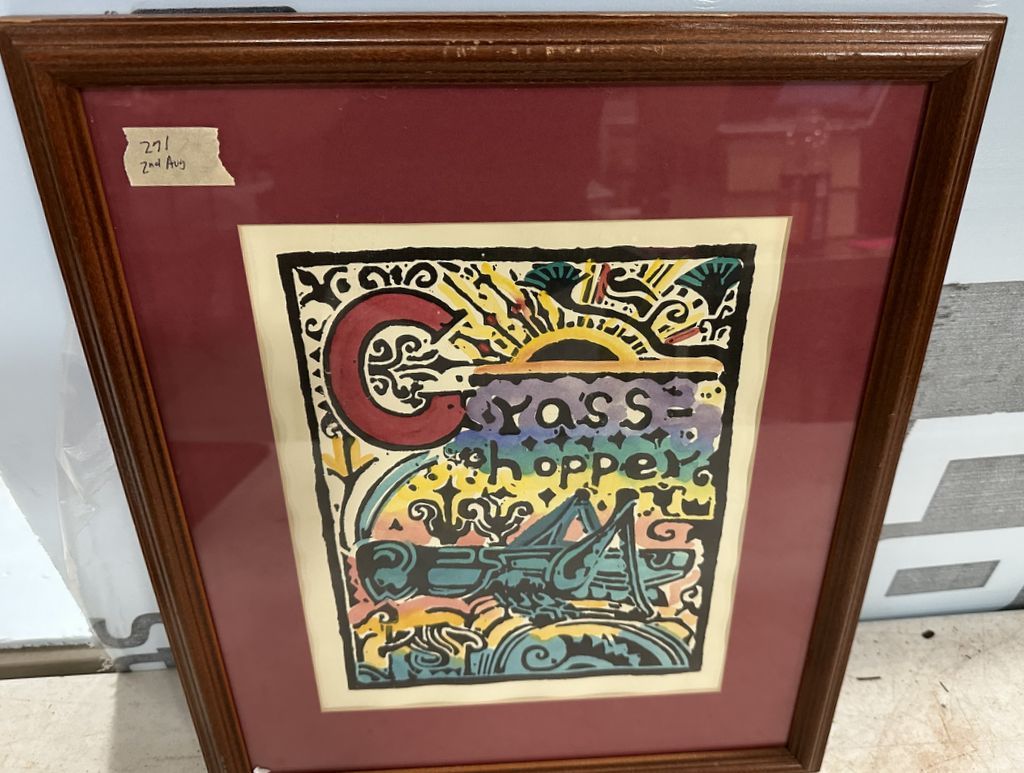 271
2nd Aug
Grass-
hopper